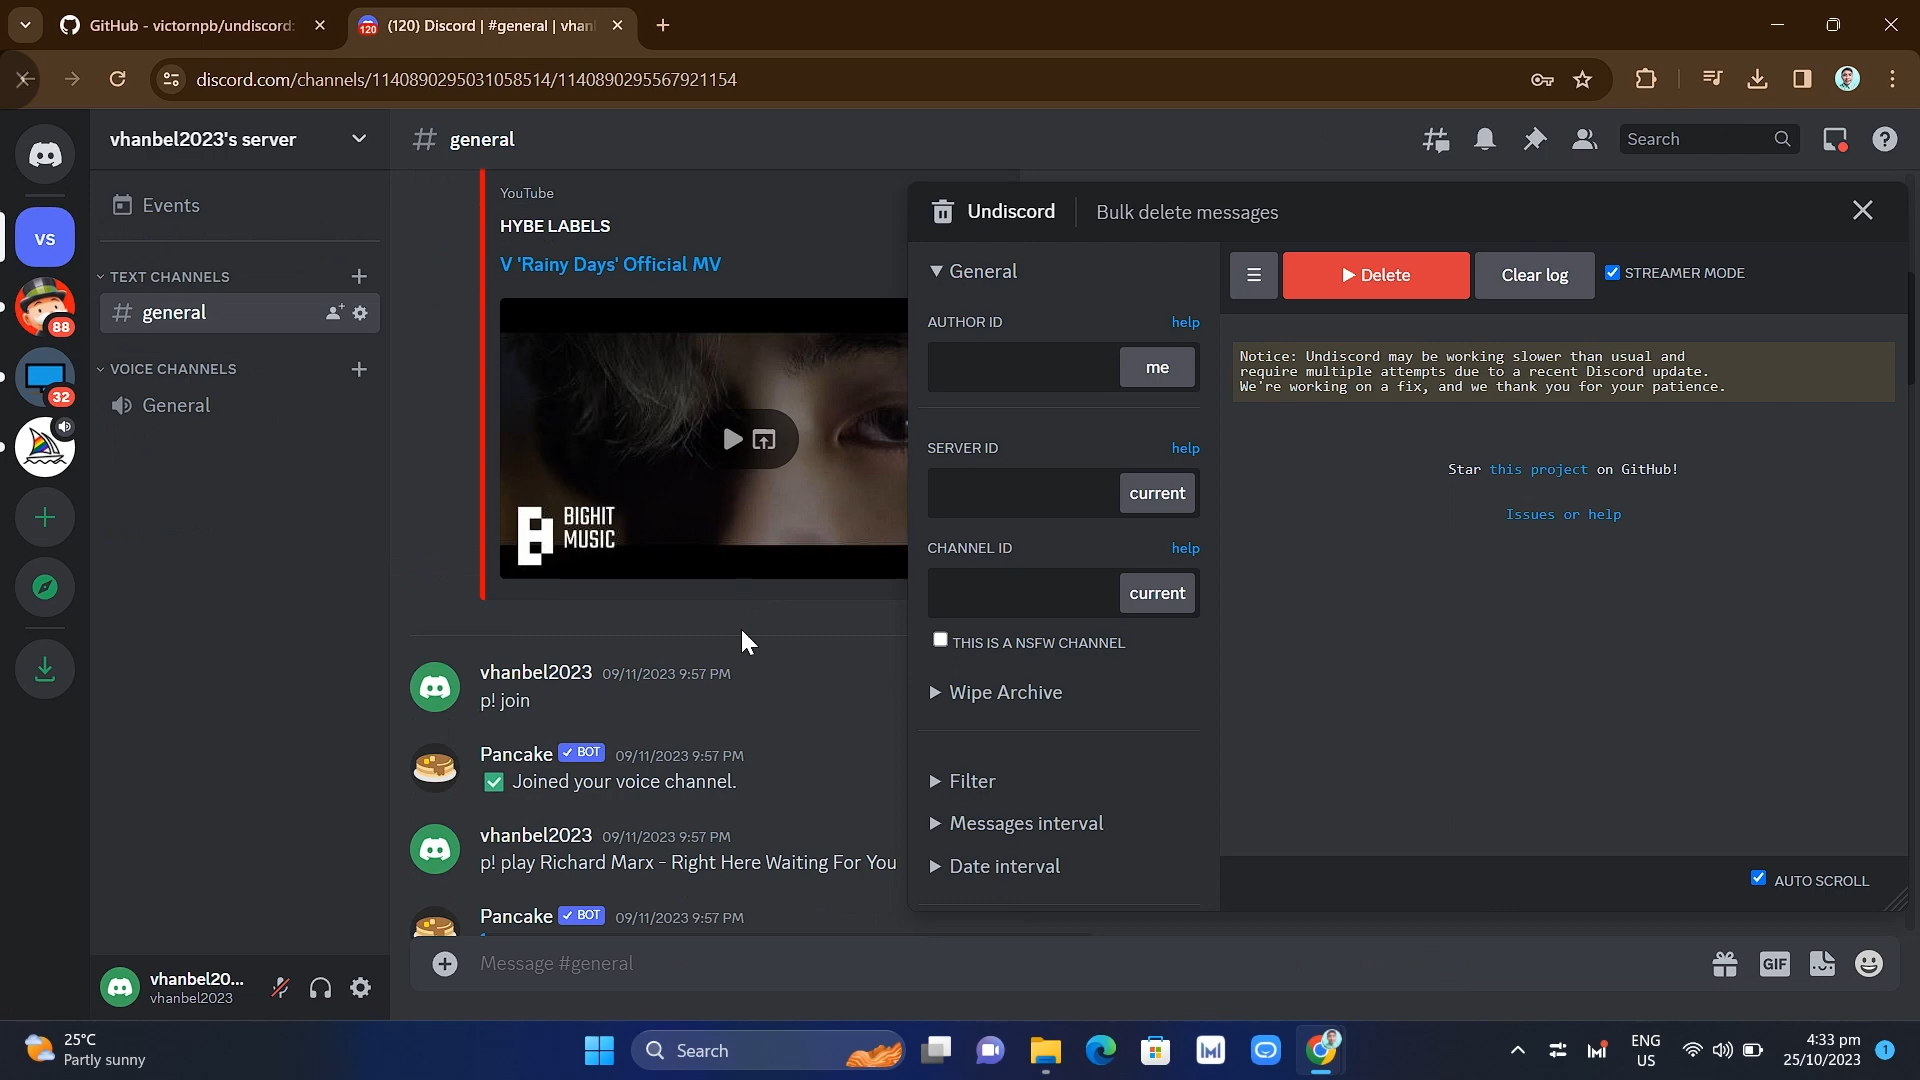 GitHub - victornpb/undiscord:
(120) Discord | #general | vhan
120
discord.com/channels/1140890295031058514/1140890295567921154
vhanbel2023's server
general
Search
Events
VS
TEXT CHANNELS
general
88
VOICE CHANNELS
32
General
YouTube
HYBE LABELS
V 'Rainy Days' Official MV
BIGHIT
MUSIC
vhanbel2023 09/11/2023 9:57 PM
p! join
Pancake ✓ BOT 09/11/2023 9:57 PM
✅ Joined your voice channel.
vhanbel2023 09/11/2023 9:57 PM
p! play Richard Marx - Right Here Waiting For You
Pancake ✓ BOT 09/11/2023 9:57 PM
Message #general
GIF
Undiscord
Bulk delete messages
▼ General
AUTHOR ID help
me
SERVER ID help
current
CHANNEL ID help
current
THIS IS A NSFW CHANNEL
▶ Wipe Archive
▶ Filter
▶ Messages interval
▶ Date interval
▶ Delete
Clear log
STREAMER MODE
Notice: Undiscord may be working slower than usual and
require multiple attempts due to a recent Discord update.
We're working on a fix, and we thank you for your patience.
Star this project on GitHub!
Issues or help
AUTO SCROLL
vhanbel20...
vhanbel2023
25°C
Partly sunny
Search
ENG
US
4:33 pm
25/10/2023
1